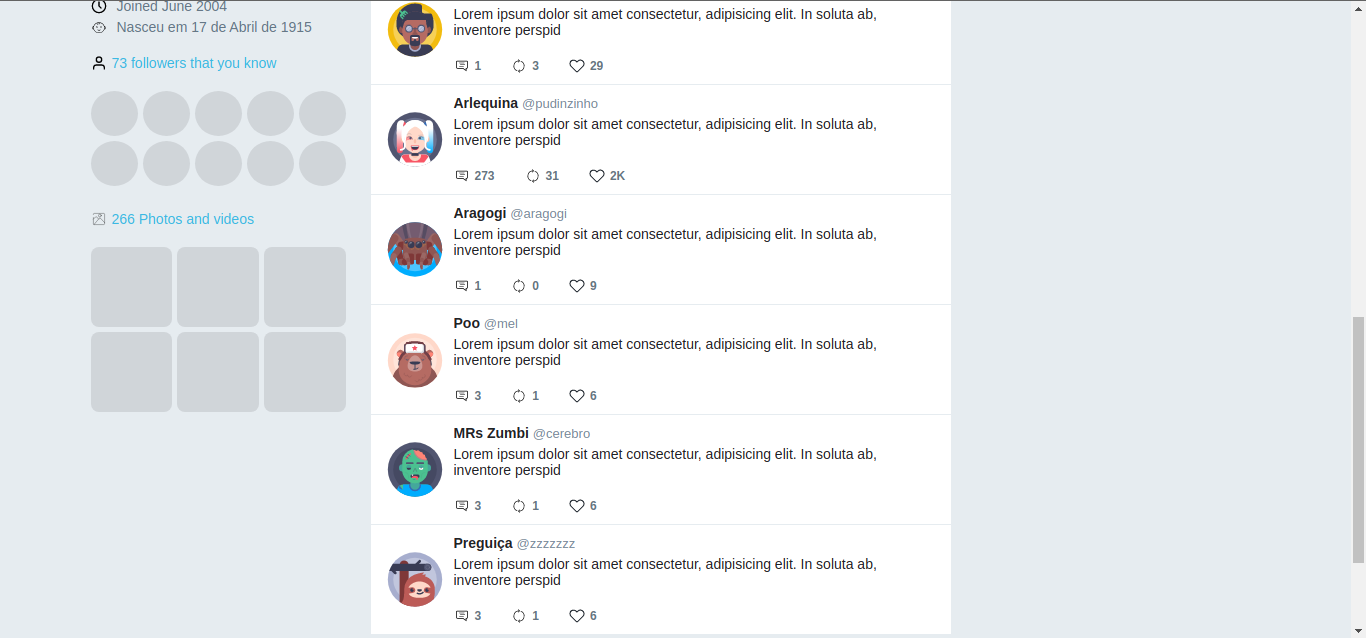 Joined June 2004
Nasceu em 17 de Abril de 1915
73 followers that you know
266 Photos and videos
Lorem ipsum dolor sit amet consectetur, adipisicing elit. In soluta ab,
inventore perspid
1 3 29
Arlequina @pudinzinho
Lorem ipsum dolor sit amet consectetur, adipisicing elit. In soluta ab,
inventore perspid
273 31 2K
Aragogi @aragogi
Lorem ipsum dolor sit amet consectetur, adipisicing elit. In soluta ab,
inventore perspid
1 0 9
Poo @mel
Lorem ipsum dolor sit amet consectetur, adipisicing elit. In soluta ab,
inventore perspid
3 1 6
MRs Zumbi @cerebro
Lorem ipsum dolor sit amet consectetur, adipisicing elit. In soluta ab,
inventore perspid
3 1 6
Preguiça @zzzzzzz
Lorem ipsum dolor sit amet consectetur, adipisicing elit. In soluta ab,
inventore perspid
3 1 6